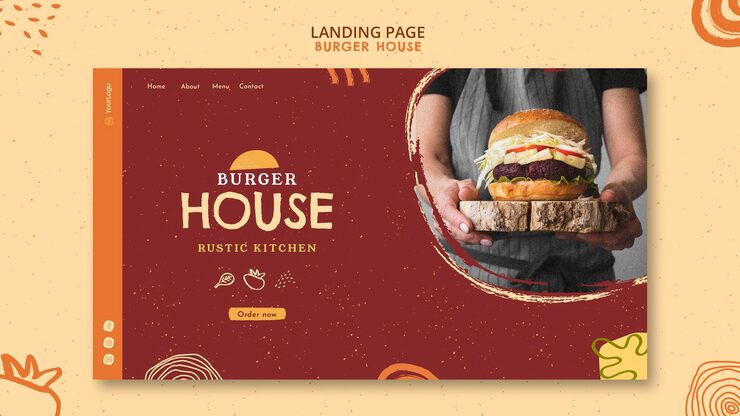 LANDING PAGE
BURGER HOUSE
YourLogo
Home About Menu Contact
BURGER
HOUSE
RUSTIC KITCHEN
Order now